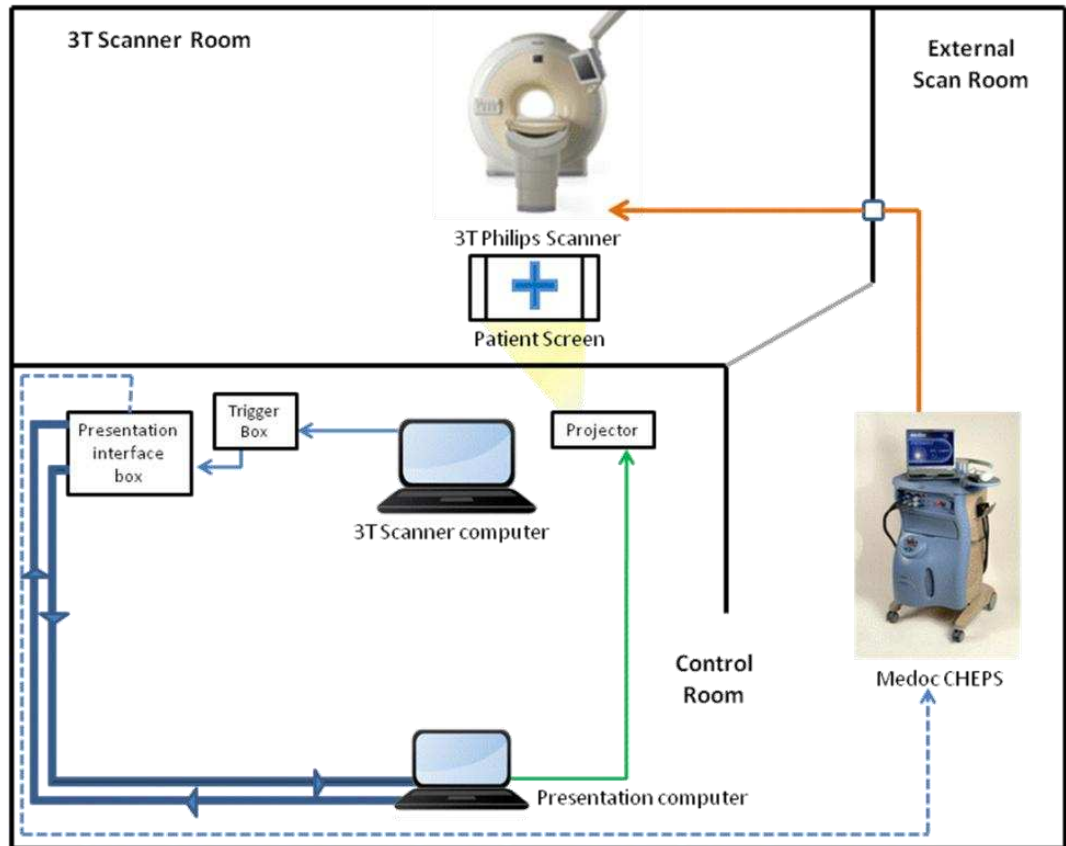 3T Scanner Room
External
Scan Room
3T Philips Scanner
Patient Screen
Presentation
interface
box
Trigger
Box
Projector
3T Scanner computer
Control
Room
Medoc CHEPS
Presentation computer